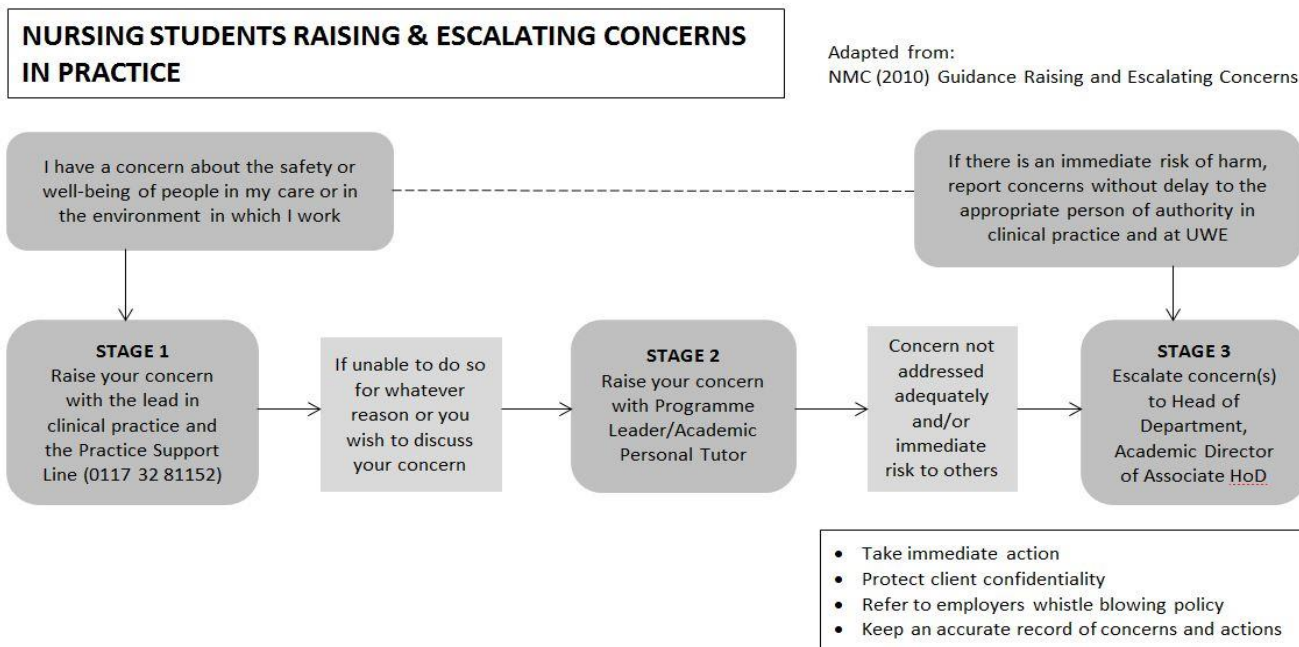 NURSING STUDENTS RAISING & ESCALATING CONCERNS
IN PRACTICE
Adapted from:
NMC (2010) Guidance Raising and Escalating Concerns
I have a concern about the safety or
well-being of people in my care or in
the environment in which I work
If there is an immediate risk of harm,
report concerns without delay to the
appropriate person of authority in
clinical practice and at UWE
STAGE 1
Raise your concern
with the lead in
clinical practice and
the Practice Support
Line (0117 32 81152)
If unable to do so
for whatever
reason or you
wish to discuss
your concern
STAGE 2
Raise your concern
with Programme
Leader/Academic
Personal Tutor
Concern not
addressed
adequately
and/or
immediate
risk to others
STAGE 3
Escalate concern(s)
to Head of
Department,
Academic Director
of Associate HoD
• Take immediate action
• Protect client confidentiality
• Refer to employers whistle blowing policy
• Keep an accurate record of concerns and actions